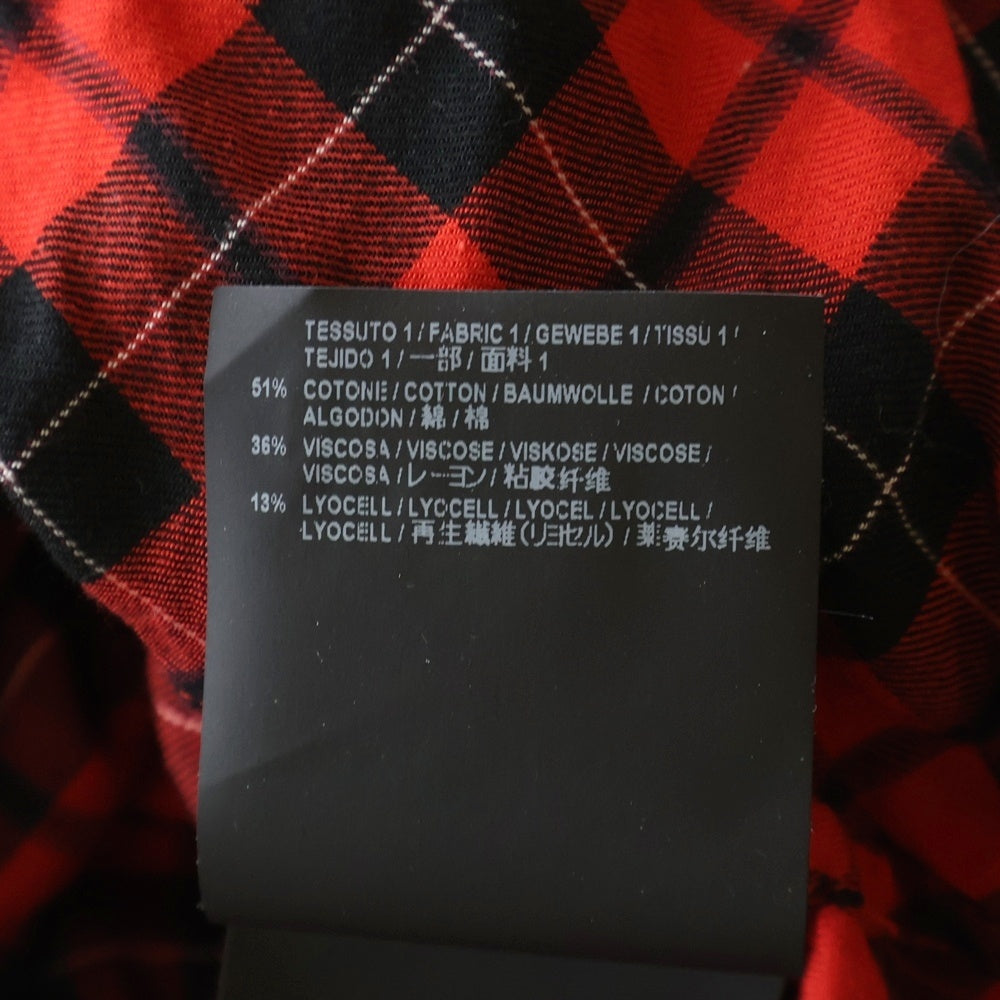 TESSUTO 1 / FABRIC 1 / GEWEBE 1 / TISSU 1 /
TEJIDO 1 / 一部 / 面料 1
51% COTONE / COTTON / BAUMWOLLE / COTON /
ALGODON / 綿 / 棉
36% VISCOSA / VISCOSE / VISKOSE / VISCOSE /
VISCOSA / レーヨン / 粘胶纤维
13% LYOCELL / LYOCELL / LYOCEL / LYOCELL /
LYOCELL / 再生繊維(リヨセル) / 莱赛尔纤维